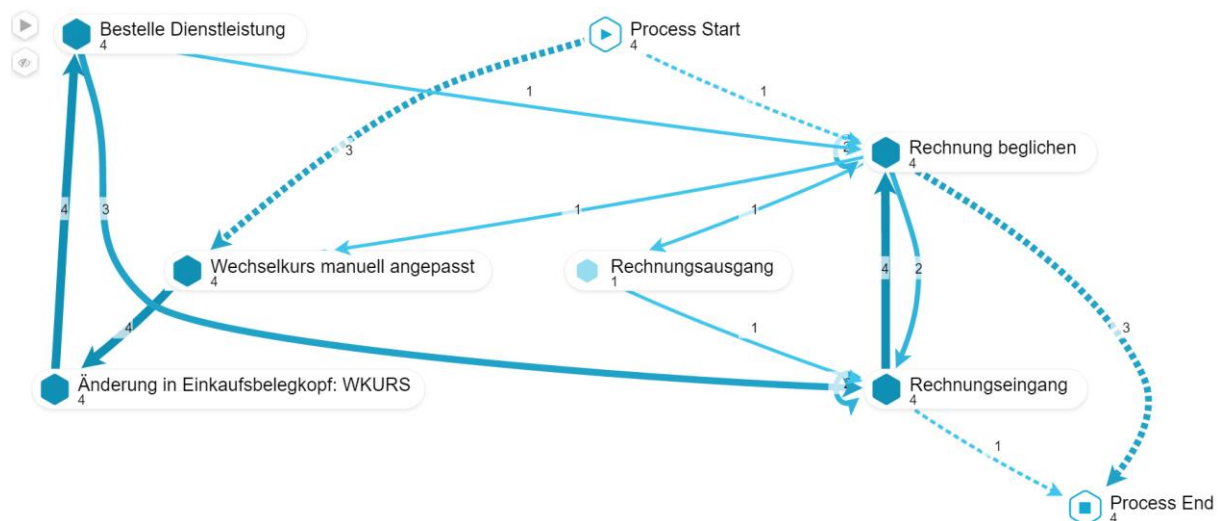 Bestelle Dienstleistung
4
Process Start
4
1
1
3
2
Rechnung beglichen
4
4
3
1
1
Wechselkurs manuell angepasst
4
Rechnungsausgang
1
4
2
4
1
3
Änderung in Einkaufsbelegkopf: WKURS
4
2
Rechnungseingang
4
1
Process End
4